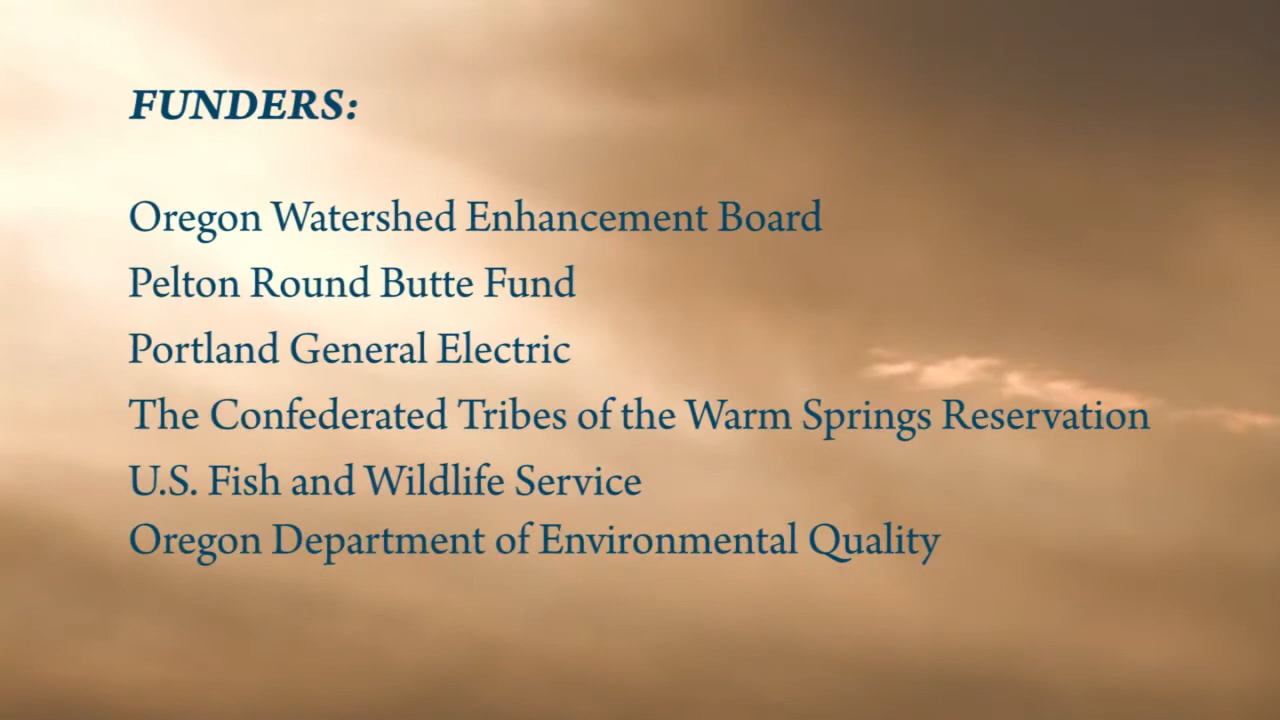 FUNDERS:
Oregon Watershed Enhancement Board
Pelton Round Butte Fund
Portland General Electric
The Confederated Tribes of the Warm Springs Reservation
U.S. Fish and Wildlife Service
Oregon Department of Environmental Quality